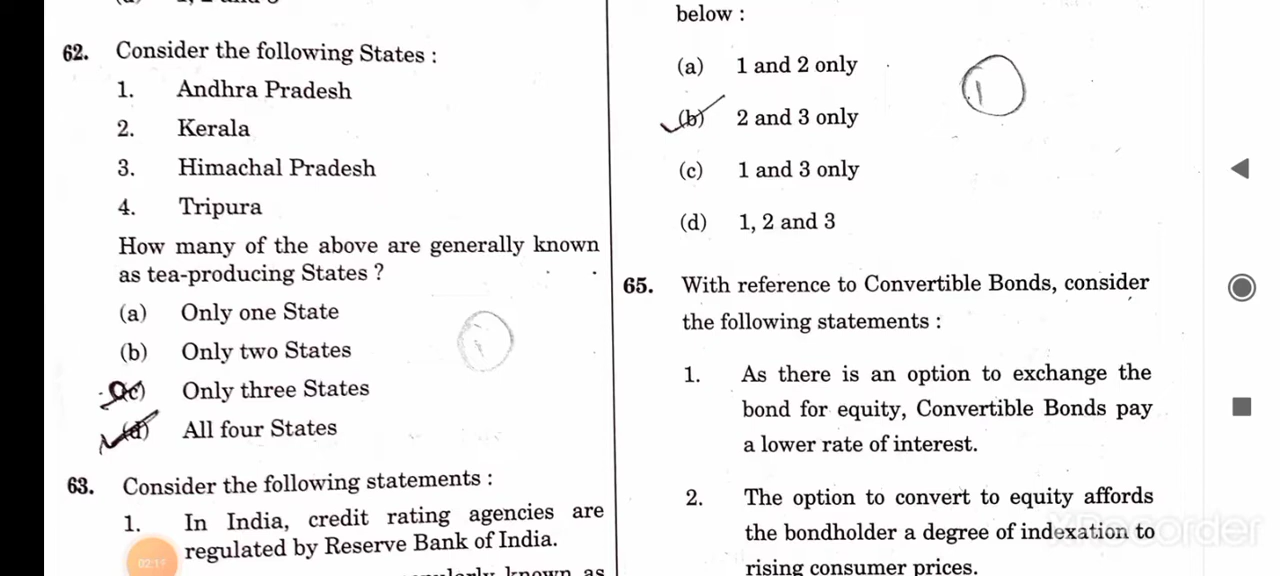 62. Consider the following States :
1. Andhra Pradesh
2. Kerala
3. Himachal Pradesh
4. Tripura
How many of the above are generally known
as tea-producing States ?
(a) Only one State
(b) Only two States
(c) Only three States
(d) All four States
63. Consider the following statements :
1. In India, credit rating agencies are
regulated by Reserve Bank of India.
known as
below :
(a) 1 and 2 only
(b) 2 and 3 only
(c) 1 and 3 only
(d) 1, 2 and 3
1
65. With reference to Convertible Bonds, consider
the following statements :
1. As there is an option to exchange the
bond for equity, Convertible Bonds pay
a lower rate of interest.
2. The option to convert to equity affords
the bondholder a degree of indexation to
rising consumer prices.
XRecorder